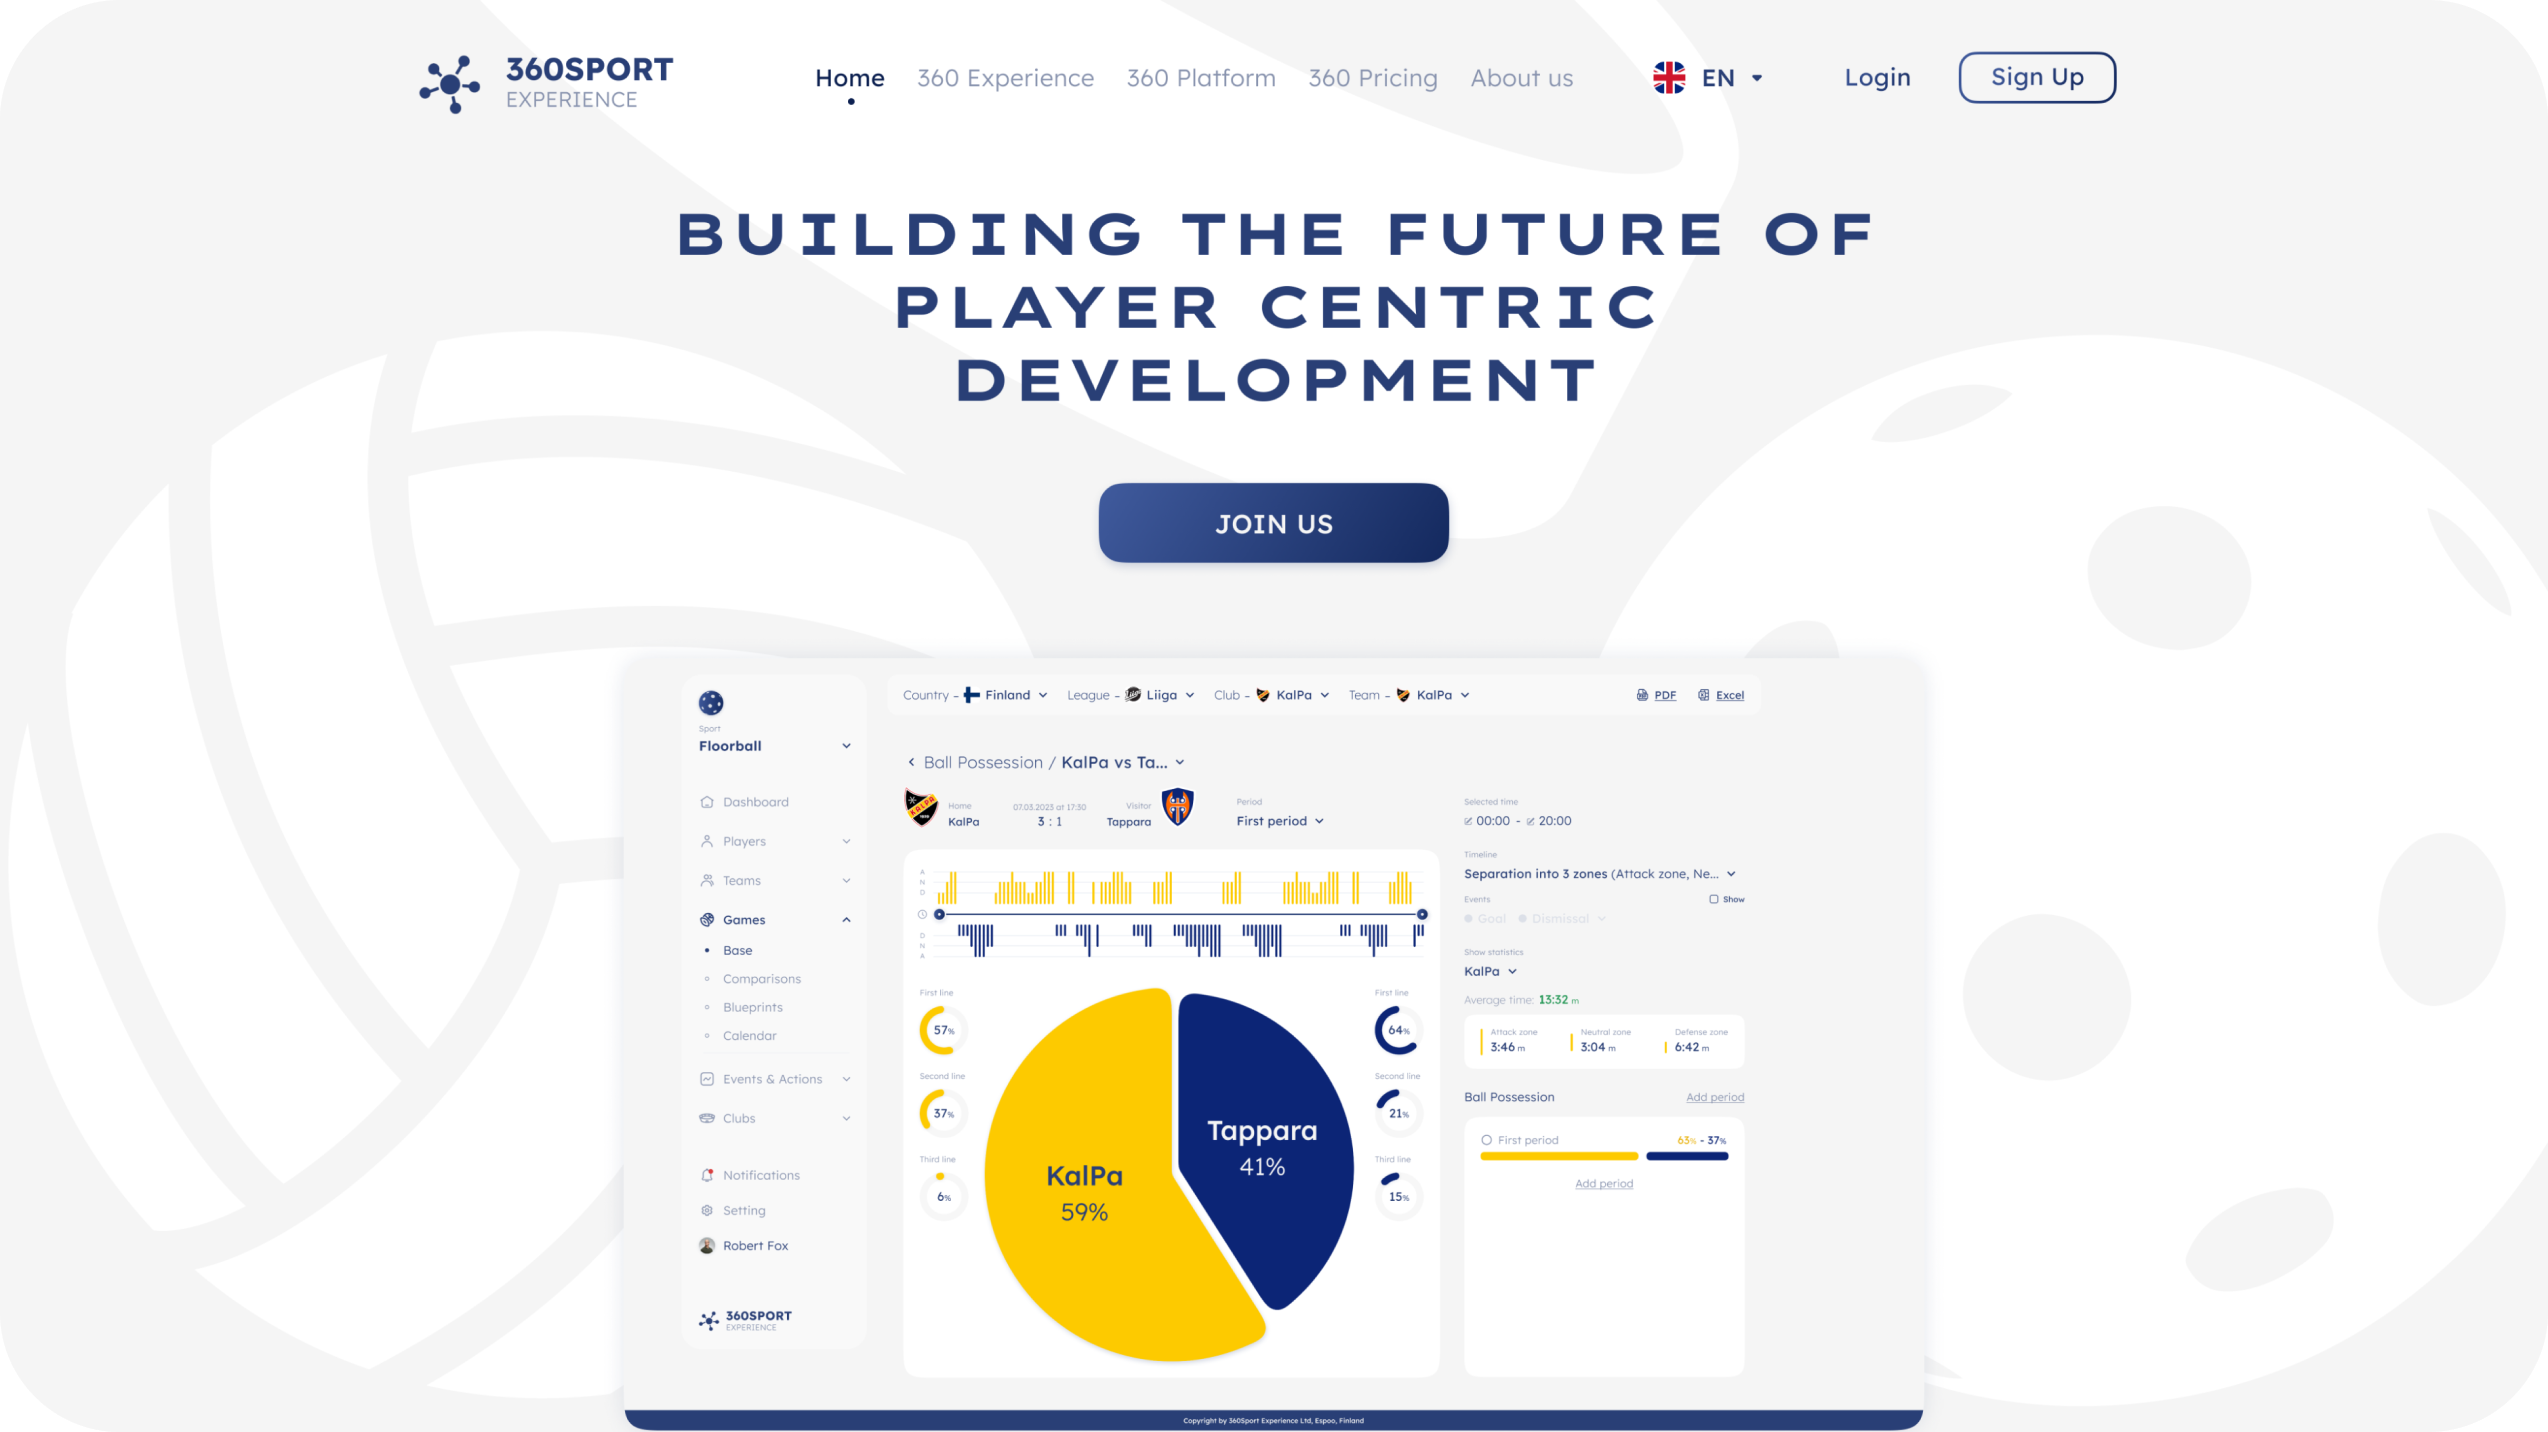 360SPORT
EXPERIENCE
Home
360 Experience
360 Platform
360 Pricing
About us
EN
Login
Sign Up
BUILDING THE FUTURE OF
PLAYER CENTRIC
DEVELOPMENT
JOIN US
Sport
Floorball
Dashboard
Players
Teams
Games
Base
Comparisons
Blueprints
Calendar
Events & Actions
Clubs
Notifications
Setting
Robert Fox
360SPORT
EXPERIENCE
Country – Finland
League – Liiga
Club – KalPa
Team – KalPa
PDF
Excel
Ball Possession / KalPa vs Ta...
KALPA
Home
KalPa
07.03.2023 at 17:30
3 : 1
Visitor
Tappara
Period
First period
A
N
D
D
N
A
First line
57%
Second line
37%
Third line
6%
KalPa
59%
Tappara
41%
First line
64%
Second line
21%
Third line
15%
Selected time
00:00 - 20:00
Timeline
Separation into 3 zones (Attack zone, Ne...
Events
Show
Goal
Dismissal
Show statistics
KalPa
Average time: 13:32 m
Attack zone
3:46 m
Neutral zone
3:04 m
Defense zone
6:42 m
Ball Possession
Add period
First period
63% - 37%
Add period
Copyright by 360Sport Experience Ltd, Espoo, Finland